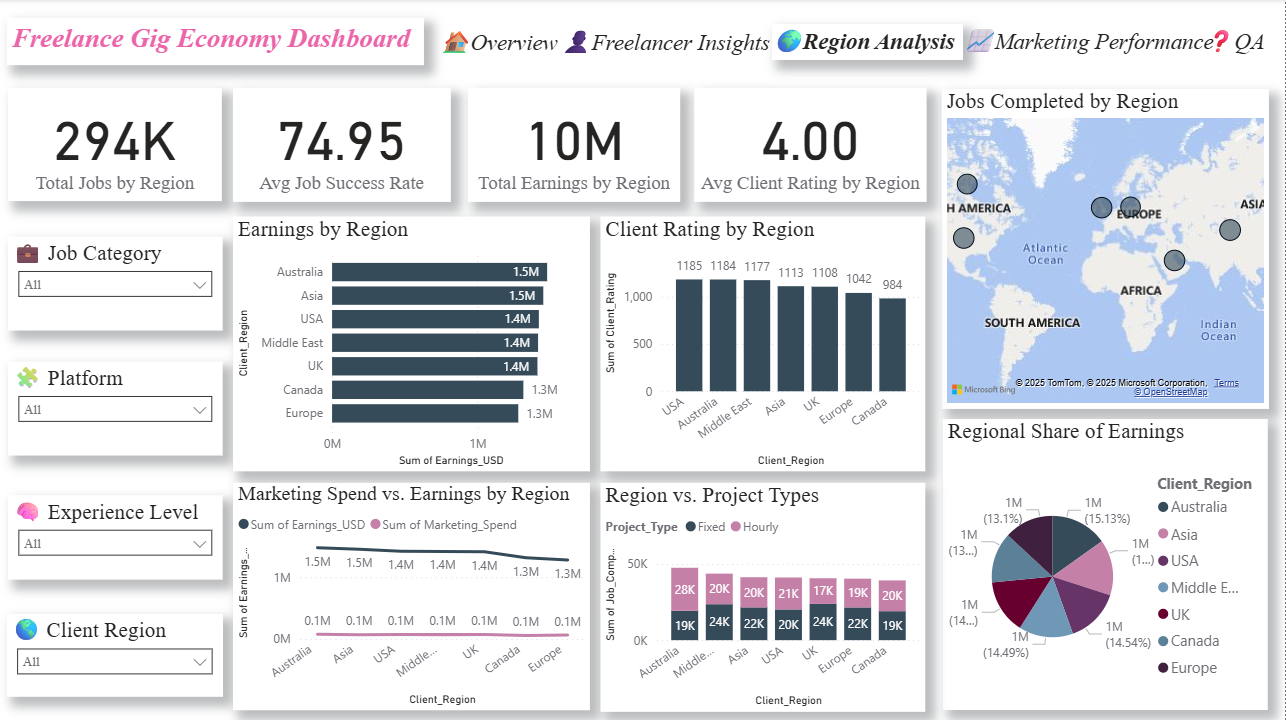 Freelance Gig Economy Dashboard
🏠Overview 👤Freelancer Insights 🌍Region Analysis 📈Marketing Performance❓ QA
294K
Total Jobs by Region
74.95
Avg Job Success Rate
10M
Total Earnings by Region
4.00
Avg Client Rating by Region
💼 Job Category
All
🧩 Platform
All
🧠 Experience Level
All
🌍 Client Region
All
Earnings by Region
Client_Region
Australia 1.5M
Asia 1.5M
USA 1.4M
Middle East 1.4M
UK 1.4M
Canada 1.3M
Europe 1.3M
0M 1M
Sum of Earnings_USD
Client Rating by Region
Sum of Client_Rating
1185 1184 1177 1113 1108 1042 984
1,000
500
0
USA Australia Middle East Asia UK Europe Canada
Client_Region
Marketing Spend vs. Earnings by Region
Sum of Earnings_USD Sum of Marketing_Spend
Sum of Earnings_...
1.5M 1.5M 1.4M 1.4M 1.4M 1.3M 1.3M
1M
0.1M 0.1M 0.1M 0.1M 0.1M 0.1M 0.1M
0M
Australia Asia USA Middle... UK Canada Europe
Client_Region
Region vs. Project Types
Project_Type Fixed Hourly
Sum of Job_Comp...
50K
28K 20K 20K 21K 17K 19K 20K
19K 24K 22K 20K 24K 22K 19K
0K
Australia Middle... Asia USA UK Europe Canada
Client_Region
Jobs Completed by Region
H AMERICA
EUROPE
ASIA
Atlantic
Ocean
AFRICA
SOUTH AMERICA
Indian
Ocean
Microsoft Bing
© 2025 TomTom, © 2025 Microsoft Corporation, Terms
© OpenStreetMap
Regional Share of Earnings
1M
(15.13%)
1M
(1...)
1M
(14.54%)
1M
(14.49%)
1M
(14...)
1M
(13...)
1M
(13.1%)
Client_Region
Australia
Asia
USA
Middle E...
UK
Canada
Europe